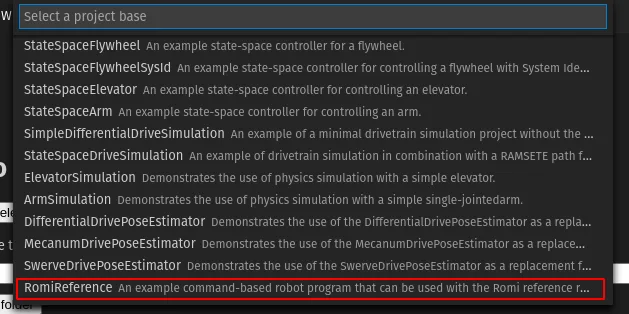 Select a project base
W
StateSpaceFlywheel An example state-space controller for a flywheel.
StateSpaceFlywheelSysId An example state-space controller for controlling a flywheel with System Ide...
StateSpaceElevator An example state-space controller for controlling an elevator.
StateSpaceArm An example state-space controller for controlling an arm.
SimpleDifferentialDriveSimulation An example of a minimal drivetrain simulation project without the ...
StateSpaceDriveSimulation An example of drivetrain simulation in combination with a RAMSETE path f...
ElevatorSimulation Demonstrates the use of physics simulation with a simple elevator.
ArmSimulation Demonstrates the use of physics simulation with a simple single-jointedarm.
DifferentialDrivePoseEstimator Demonstrates the use of the DifferentialDrivePoseEstimator as a repla...
MecanumDrivePoseEstimator Demonstrates the use of the MecanumDrivePoseEstimator as a replace...
SwerveDrivePoseEstimator Demonstrates the use of the SwerveDrivePoseEstimator as a replacement f...
RomiReference An example command-based robot program that can be used with the Romi reference r...
folder